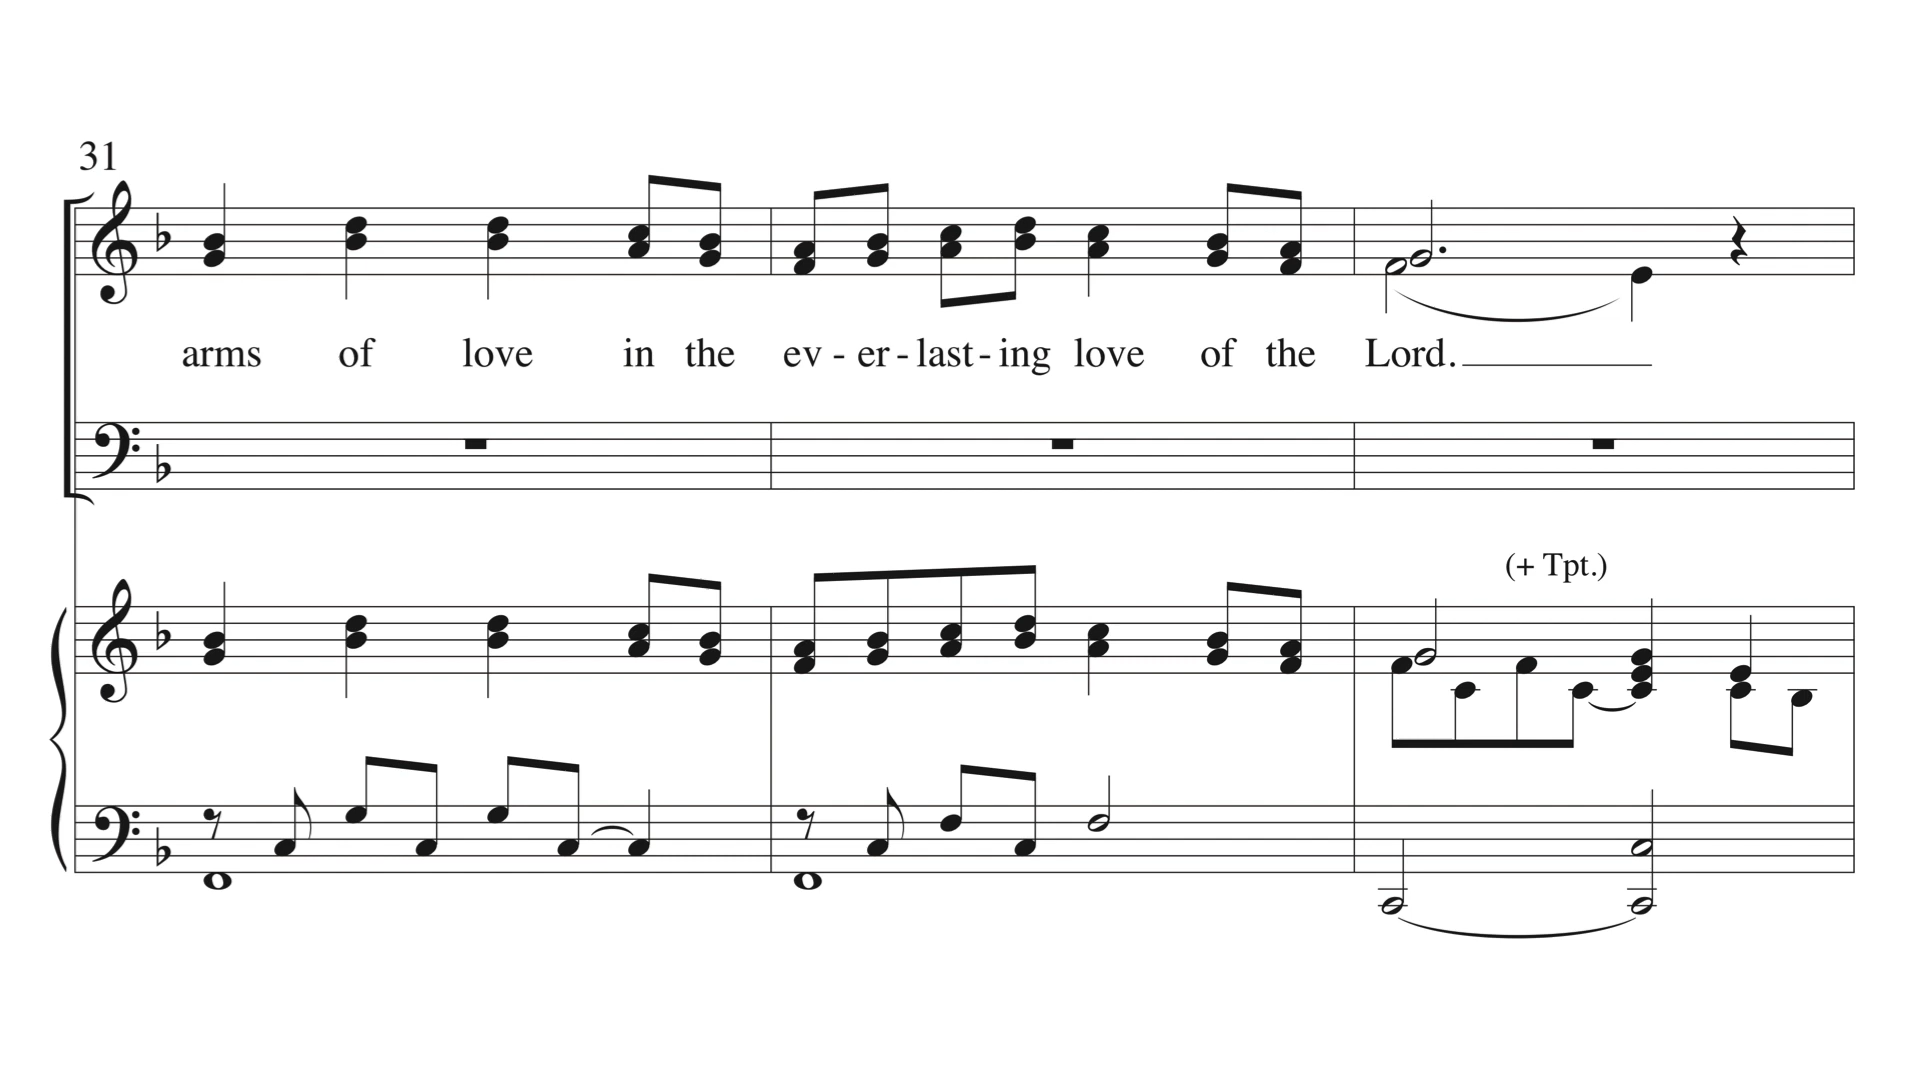 31
arms of love in the ev - er - last - ing love of the Lord.
(+ Tpt.)